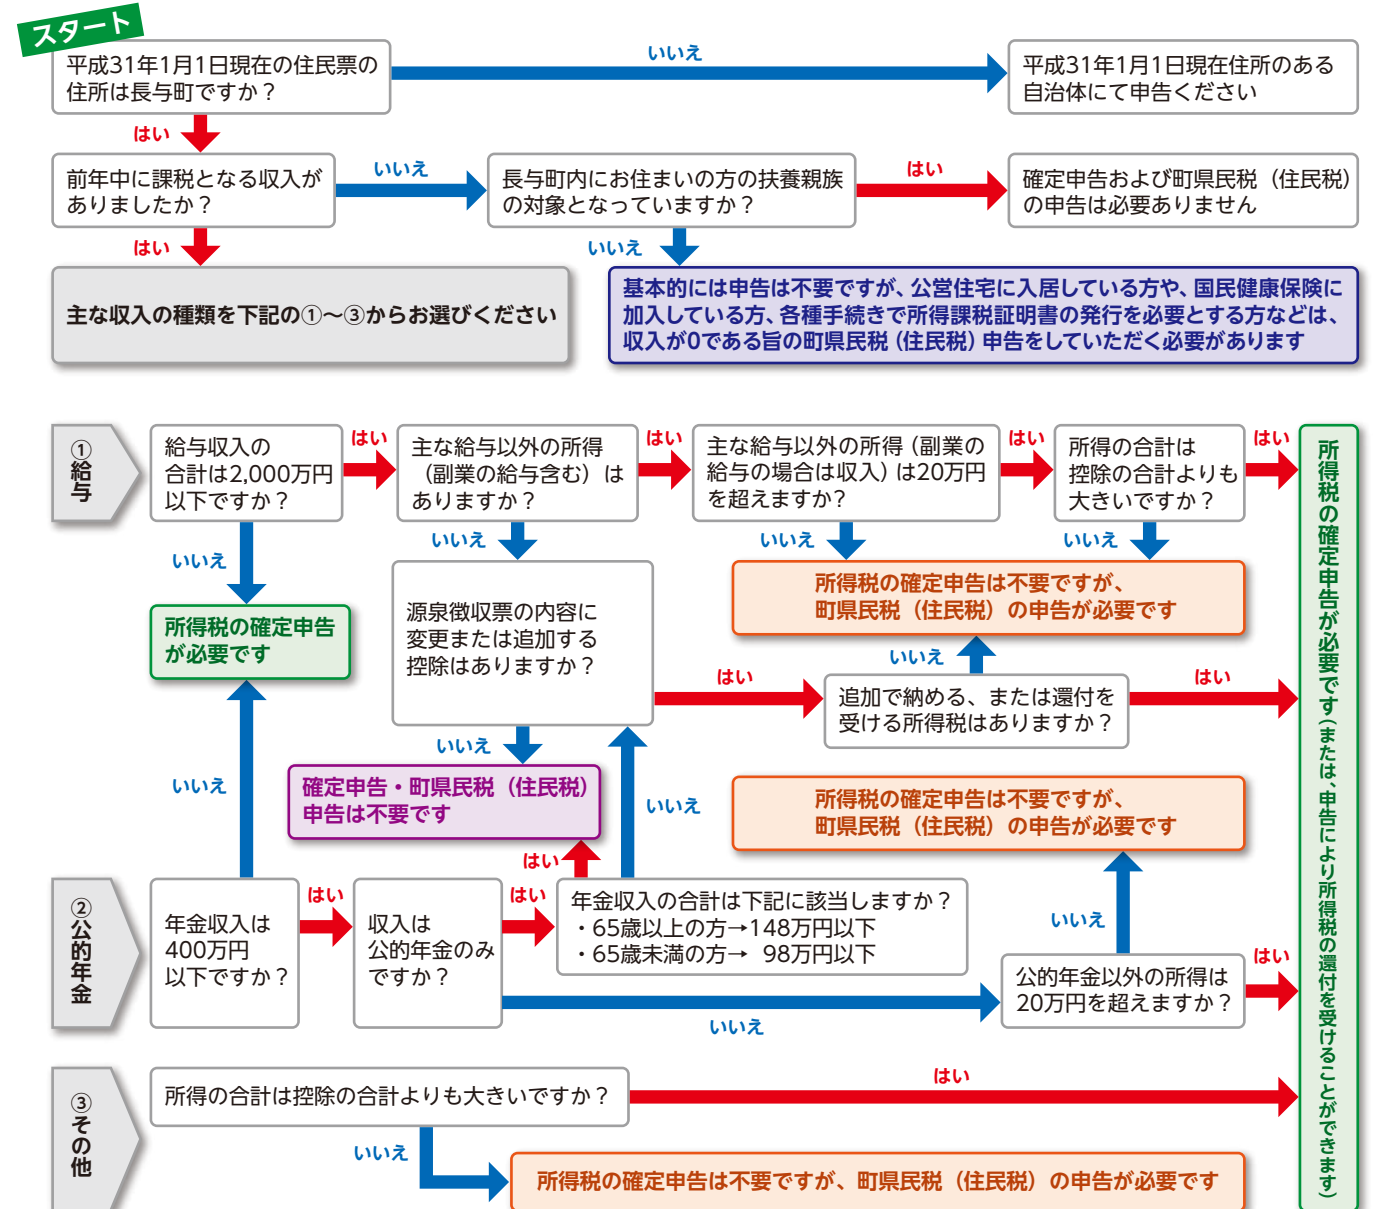 スタート
平成31年1月1日現在の住民票の
住所は長与町ですか？
いいえ
平成31年1月1日現在住所のある
自治体にて申告ください
はい
前年中に課税となる収入が
ありましたか？
いいえ
長与町内にお住まいの方の扶養親族
の対象となっていますか？
はい
確定申告および町県民税（住民税）
の申告は必要ありません
はい
いいえ
主な収入の種類を下記の①～③からお選びください
基本的には申告は不要ですが、公営住宅に入居している方や、国民健康保険に
加入している方、各種手続きで所得課税証明書の発行を必要とする方などは、
収入が0である旨の町県民税（住民税）申告をしていただく必要があります
①給与
給与収入の
合計は2,000万円
以下ですか？
はい
主な給与以外の所得
（副業の給与含む）は
ありますか？
はい
主な給与以外の所得（副業の
給与の場合は収入）は20万円
を超えますか？
はい
所得の合計は
控除の合計よりも
大きいですか？
はい
所得税の確定申告が必要です（または、申告により所得税の還付を受けることができます）
いいえ
いいえ
いいえ
いいえ
所得税の確定申告
が必要です
源泉徴収票の内容に
変更または追加する
控除はありますか？
所得税の確定申告は不要ですが、
町県民税（住民税）の申告が必要です
いいえ
はい
追加で納める、または還付を
受ける所得税はありますか？
はい
いいえ
確定申告・町県民税（住民税）
申告は不要です
いいえ
いいえ
所得税の確定申告は不要ですが、
町県民税（住民税）の申告が必要です
はい
②公的年金
年金収入は
400万円
以下ですか？
はい
収入は
公的年金のみ
ですか？
はい
年金収入の合計は下記に該当しますか？
・65歳以上の方→148万円以下
・65歳未満の方→ 98万円以下
いいえ
いいえ
公的年金以外の所得は
20万円を超えますか？
はい
③その他
所得の合計は控除の合計よりも大きいですか？
はい
いいえ
所得税の確定申告は不要ですが、町県民税（住民税）の申告が必要です